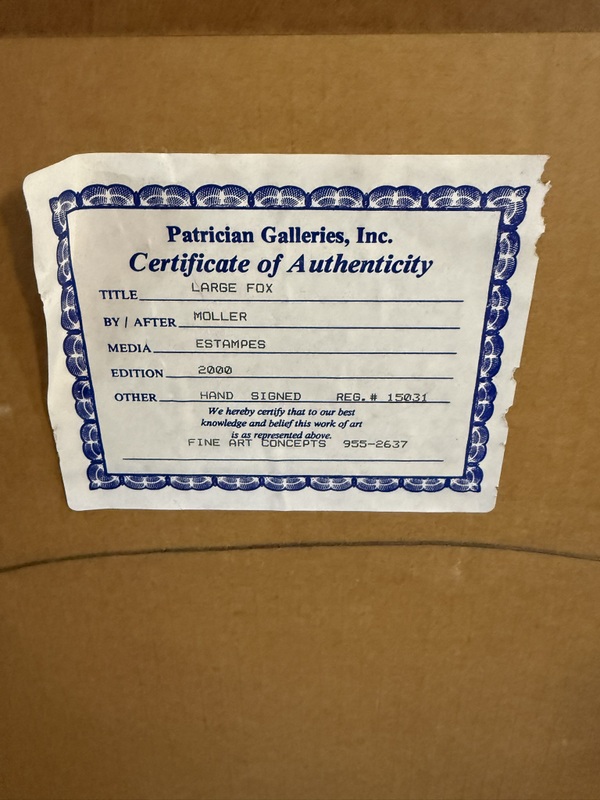 Patrician Galleries, Inc.
Certificate of Authenticity
TITLE LARGE FOX
BY / AFTER MOLLER
MEDIA ESTAMPES
EDITION 2000
OTHER HAND SIGNED REG.# 15031
We hereby certify that to our best
knowledge and belief this work of art
is as represented above.
FINE ART CONCEPTS 955-2637